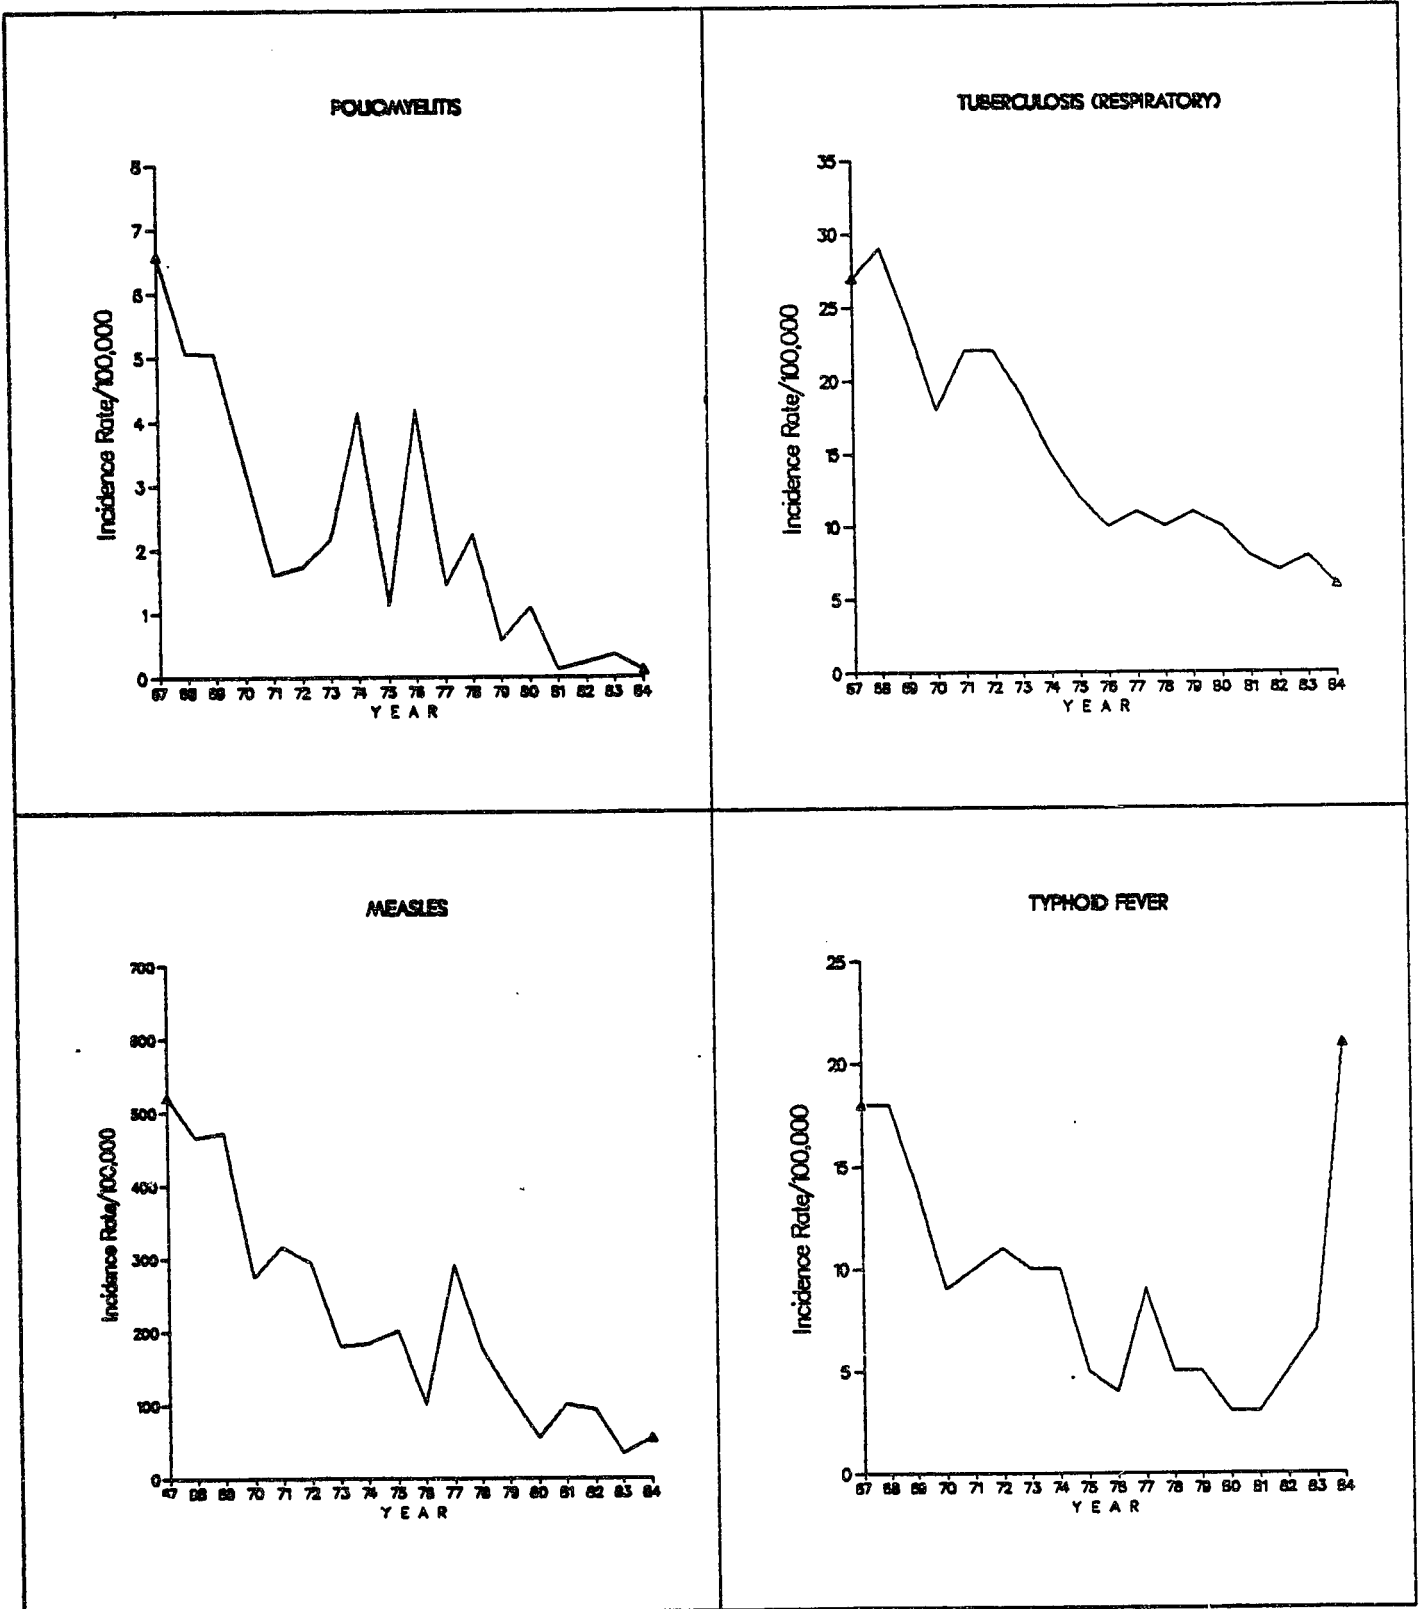 POLIOMYELITIS
8
7
6
5
4
3
2
1
0
Incidence Rate/100,000
67 68 69 70 71 72 73 74 75 76 77 78 79 80 81 82 83 84
YEAR
TUBERCULOSIS (RESPIRATORY)
35
30
25
20
15
10
5
0
Incidence Rate/100,000
67 68 69 70 71 72 73 74 75 76 77 78 79 80 81 82 83 84
YEAR
MEASLES
700
600
500
400
300
200
100
0
Incidence Rate/100,000
67 68 69 70 71 72 73 74 75 76 77 78 79 80 81 82 83 84
YEAR
TYPHOID FEVER
25
20
15
10
5
0
Incidence Rate/100,000
67 68 69 70 71 72 73 74 75 76 77 78 79 80 81 82 83 84
YEAR